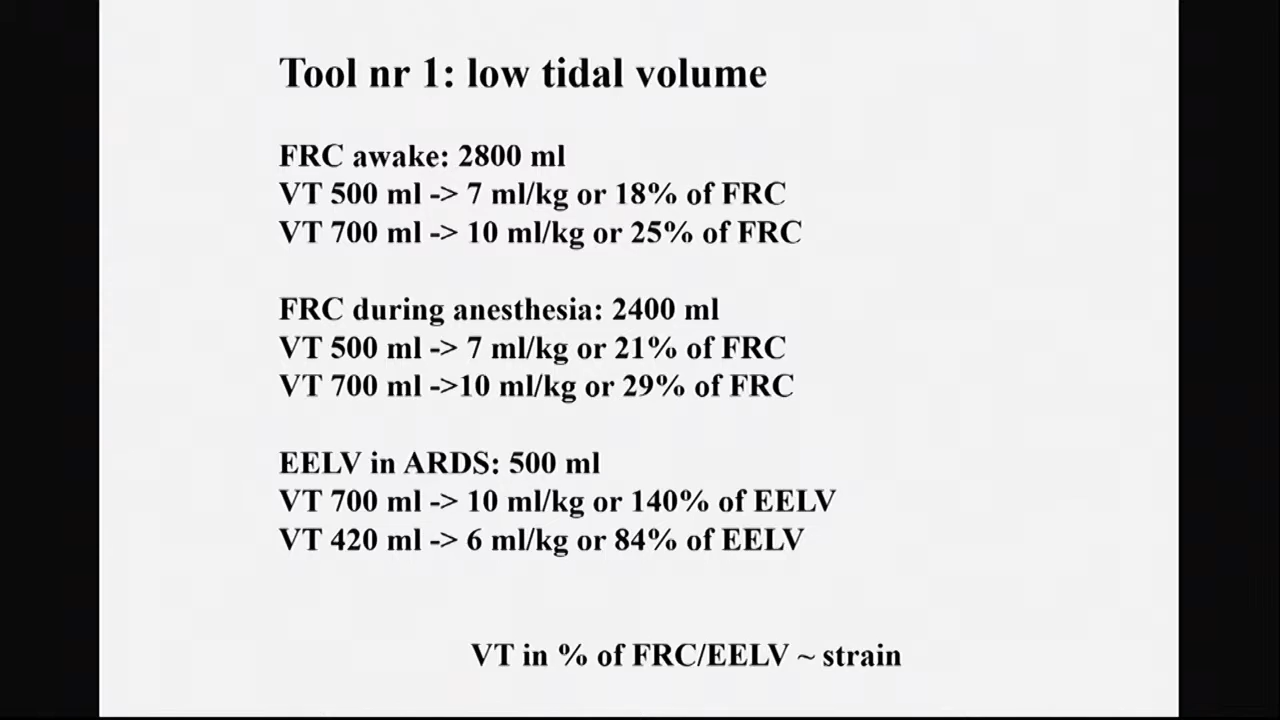 Tool nr 1: low tidal volume
FRC awake: 2800 ml
VT 500 ml -> 7 ml/kg or 18% of FRC
VT 700 ml -> 10 ml/kg or 25% of FRC
FRC during anesthesia: 2400 ml
VT 500 ml -> 7 ml/kg or 21% of FRC
VT 700 ml ->10 ml/kg or 29% of FRC
EELV in ARDS: 500 ml
VT 700 ml -> 10 ml/kg or 140% of EELV
VT 420 ml -> 6 ml/kg or 84% of EELV
VT in % of FRC/EELV ~ strain